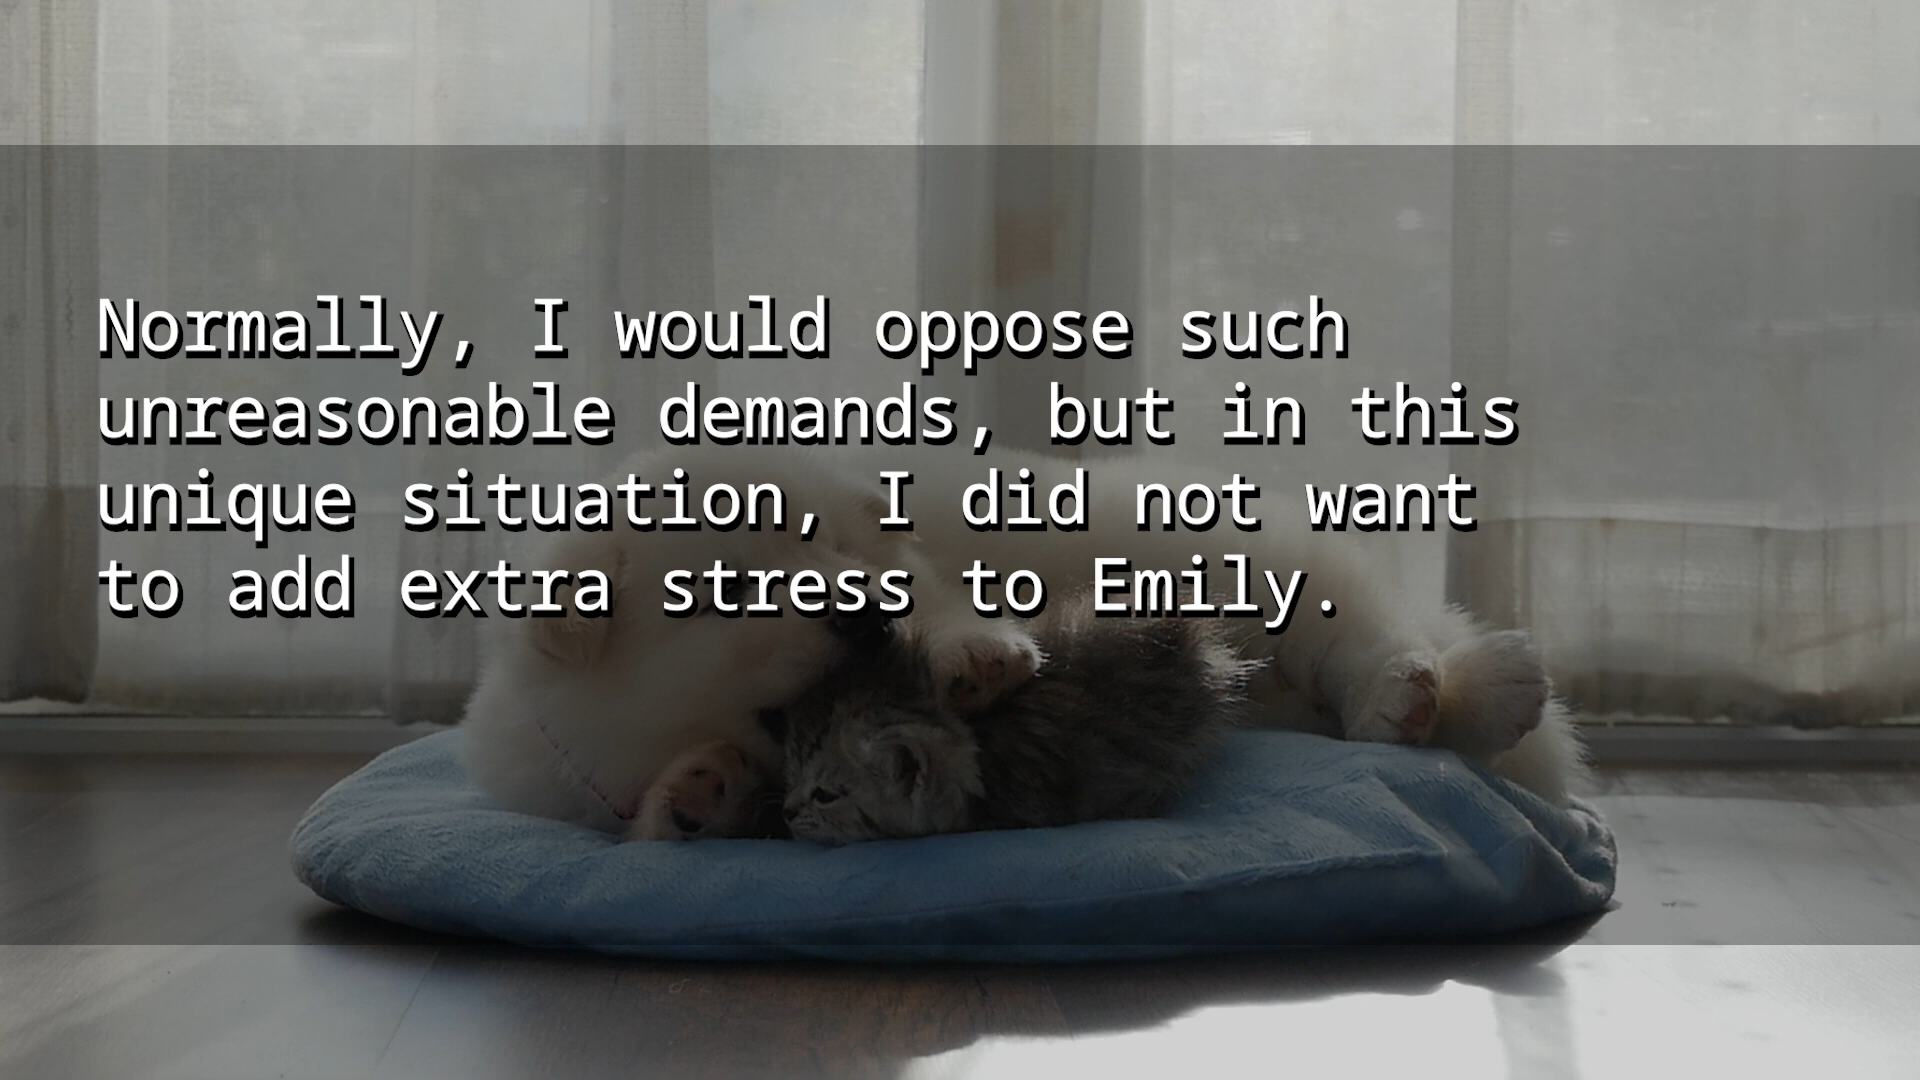 Normally, I would oppose such
unreasonable demands, but in this
unique situation, I did not want
to add extra stress to Emily.